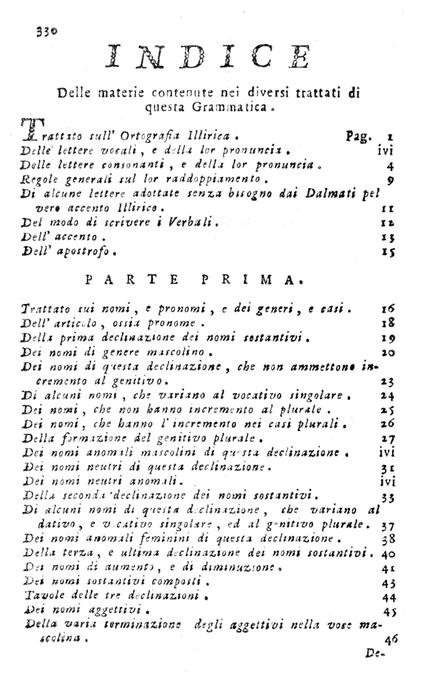 330
INDICE
Delle materie contenute nei diversi trattati di
questa Grammatica.
Trattato sull' Ortografia Illirica. Pag. 1
Delle lettere vocali, e della lor pronuncia. ivi
Delle lettere consonanti, e della lor pronuncia. 4
Regole generali sul lor raddoppiamento. 9
Di alcune lettere adottate senza bisogno dai Dalmati pel
vero accento Illirico. 11
Del modo di scrivere i Verbali. 12
Dell' accento. 13
Dell' apostrofo. 15
PARTE PRIMA.
Trattato sui nomi, e pronomi, e dei generi, e casi. 16
Dell' articolo, ossia pronome. 18
Della prima declinazione dei nomi sostantivi. 19
Dei nomi di genere mascolino. 20
Dei nomi di questa declinazione, che non ammettono in-
cremento al genitivo. 23
Di alcuni nomi, che variano al vocativo singolare. 24
Dei nomi, che non hanno incremento al plurale. 25
Dei nomi, che hanno l'incremento nei casi plurali. 26
Della formazione del genitivo plurale. 27
Dei nomi anomali mascolini di questa declinazione. ivi
Dei nomi neutri di questa declinazione. 31
Dei nomi neutri anomali. ivi
Della seconda declinazione dei nomi sostantivi. 33
Di alcuni nomi di questa declinazione, che variano al
dativo, e vocativo singolare, ed al genitivo plurale. 37
Dei nomi anomali feminini di questa declinazione. 38
Della terza, e ultima declinazione dei nomi sostantivi. 40
Dei nomi di aumento, e di diminuzione. 41
Dei nomi sostantivi composti. 43
Tavole delle tre declinazioni. 44
Dei nomi aggettivi. 45
Della varia terminazione degli aggettivi nella voce ma-
scolina. 46
De-